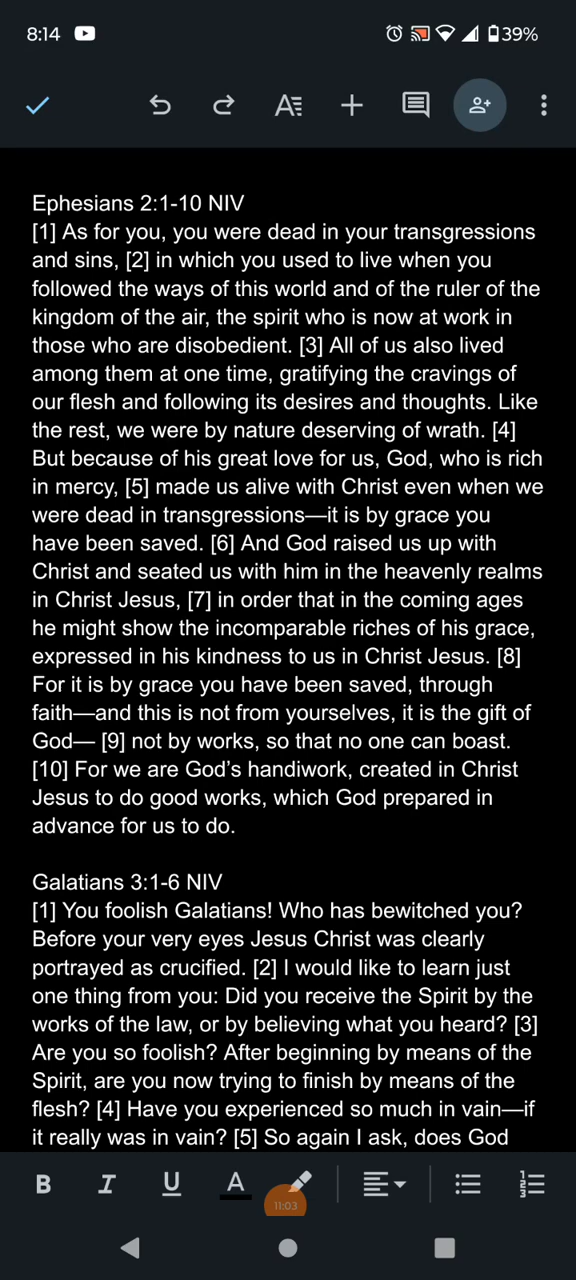 8:14
39%
Ephesians 2:1-10 NIV
[1] As for you, you were dead in your transgressions
and sins, [2] in which you used to live when you
followed the ways of this world and of the ruler of the
kingdom of the air, the spirit who is now at work in
those who are disobedient. [3] All of us also lived
among them at one time, gratifying the cravings of
our flesh and following its desires and thoughts. Like
the rest, we were by nature deserving of wrath. [4]
But because of his great love for us, God, who is rich
in mercy, [5] made us alive with Christ even when we
were dead in transgressions—it is by grace you
have been saved. [6] And God raised us up with
Christ and seated us with him in the heavenly realms
in Christ Jesus, [7] in order that in the coming ages
he might show the incomparable riches of his grace,
expressed in his kindness to us in Christ Jesus. [8]
For it is by grace you have been saved, through
faith—and this is not from yourselves, it is the gift of
God— [9] not by works, so that no one can boast.
[10] For we are God’s handiwork, created in Christ
Jesus to do good works, which God prepared in
advance for us to do.
Galatians 3:1-6 NIV
[1] You foolish Galatians! Who has bewitched you?
Before your very eyes Jesus Christ was clearly
portrayed as crucified. [2] I would like to learn just
one thing from you: Did you receive the Spirit by the
works of the law, or by believing what you heard? [3]
Are you so foolish? After beginning by means of the
Spirit, are you now trying to finish by means of the
flesh? [4] Have you experienced so much in vain—if
it really was in vain? [5] So again I ask, does God
B I U A
11:03